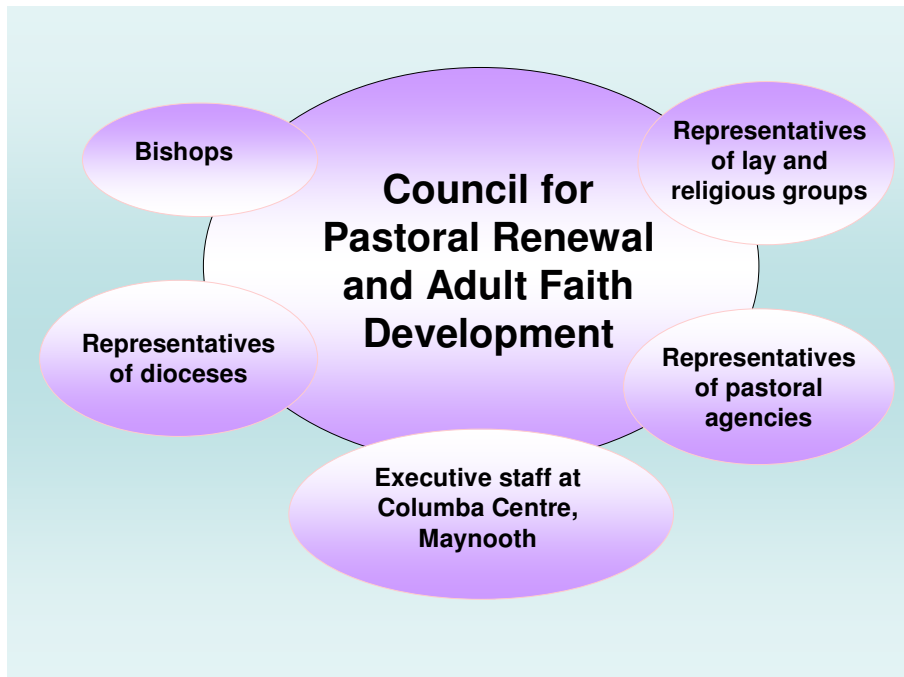 Bishops
Representatives
of lay and
religious groups
Council for
Pastoral Renewal
and Adult Faith
Development
Representatives
of dioceses
Representatives
of pastoral
agencies
Executive staff at
Columba Centre,
Maynooth